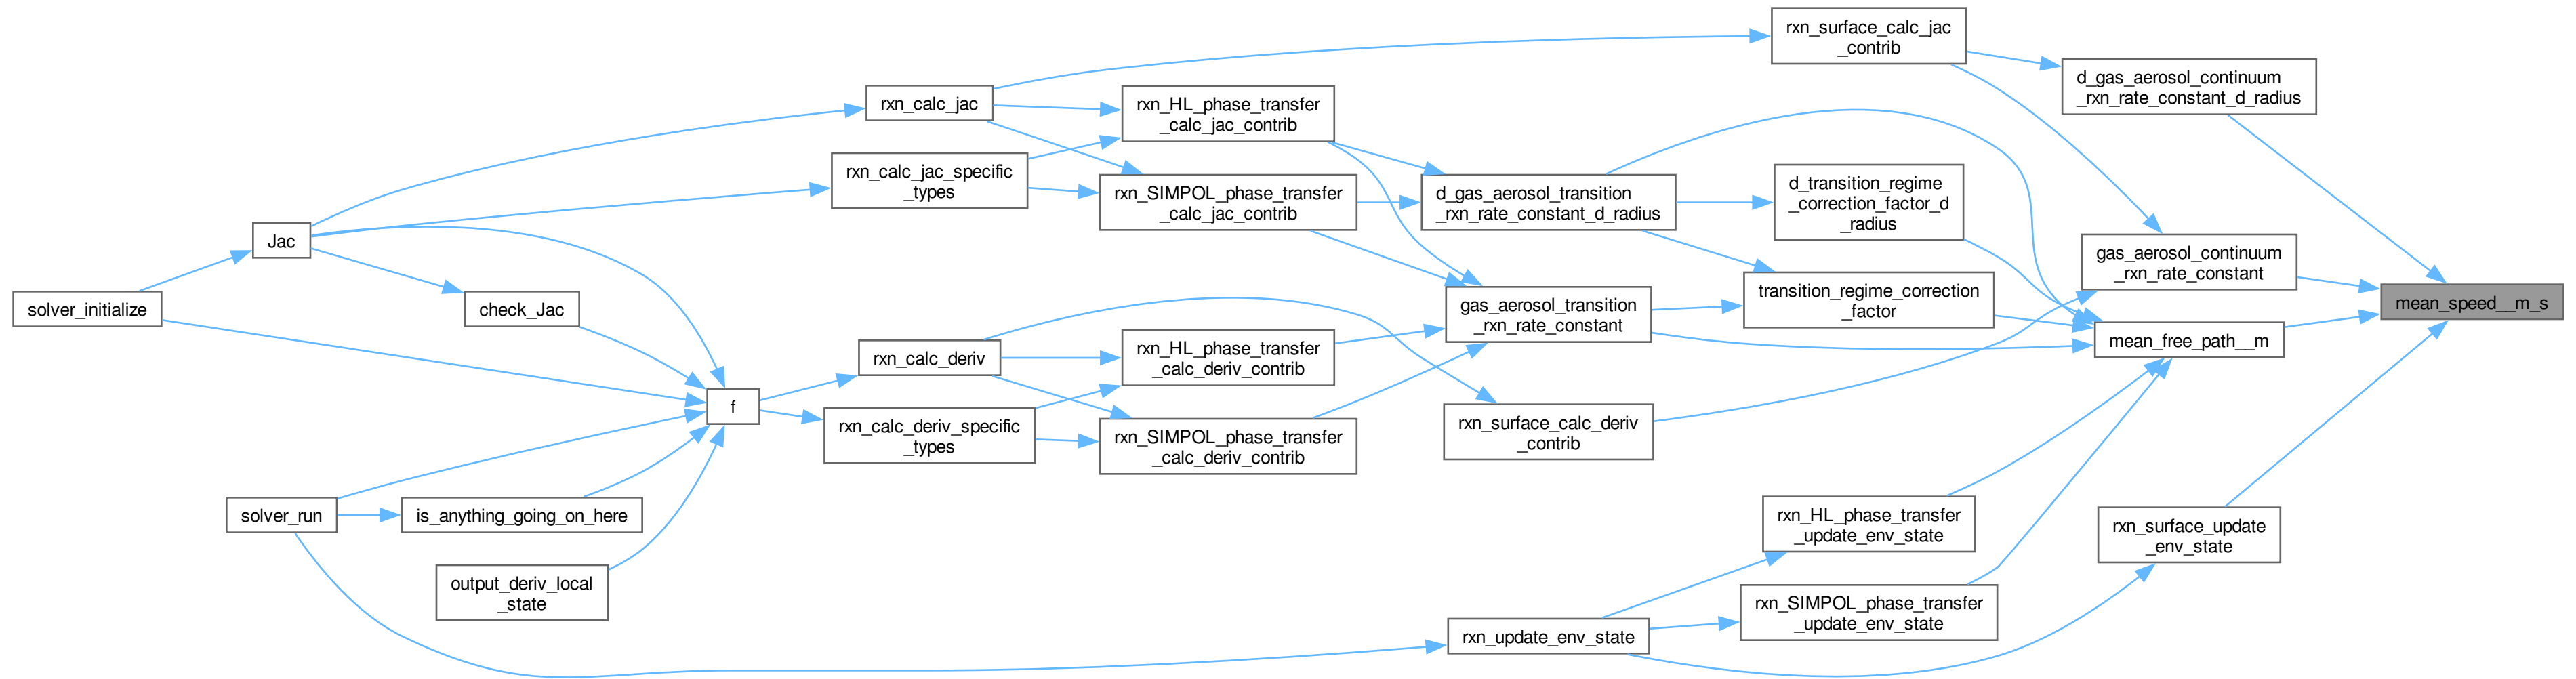 rxn_surface_calc_jac
_contrib
d_gas_aerosol_continuum
_rxn_rate_constant_d_radius
rxn_calc_jac
rxn_HL_phase_transfer
_calc_jac_contrib
rxn_calc_jac_specific
_types
rxn_SIMPOL_phase_transfer
_calc_jac_contrib
d_gas_aerosol_transition
_rxn_rate_constant_d_radius
d_transition_regime
_correction_factor_d
_radius
Jac
gas_aerosol_continuum
_rxn_rate_constant
solver_initialize
check_Jac
gas_aerosol_transition
_rxn_rate_constant
transition_regime_correction
_factor
mean_speed__m_s
mean_free_path__m
rxn_calc_deriv
rxn_HL_phase_transfer
_calc_deriv_contrib
f
rxn_calc_deriv_specific
_types
rxn_SIMPOL_phase_transfer
_calc_deriv_contrib
rxn_surface_calc_deriv
_contrib
solver_run
is_anything_going_on_here
rxn_HL_phase_transfer
_update_env_state
rxn_surface_update
_env_state
output_deriv_local
_state
rxn_SIMPOL_phase_transfer
_update_env_state
rxn_update_env_state